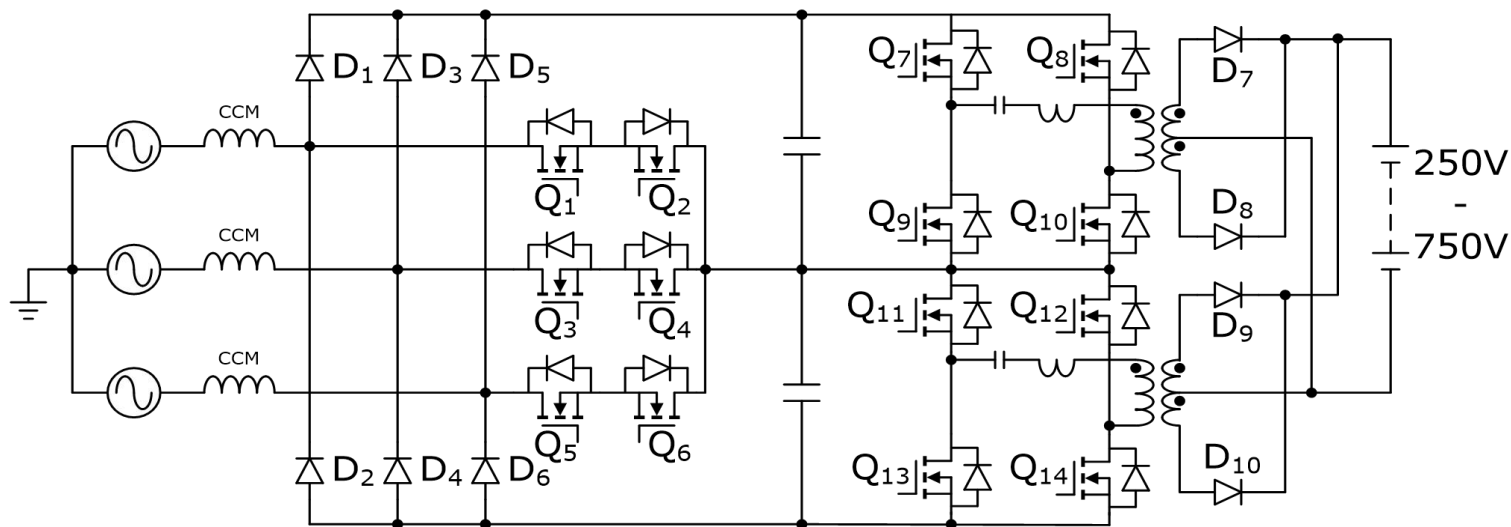 D1 D3 D5
Q7 Q8
D7
CCM
Q1 Q2
250V
-
750V
D8
Q9 Q10
CCM
Q3 Q4
Q11 Q12
D9
CCM
Q5 Q6
D2 D4 D6
Q13 Q14
D10